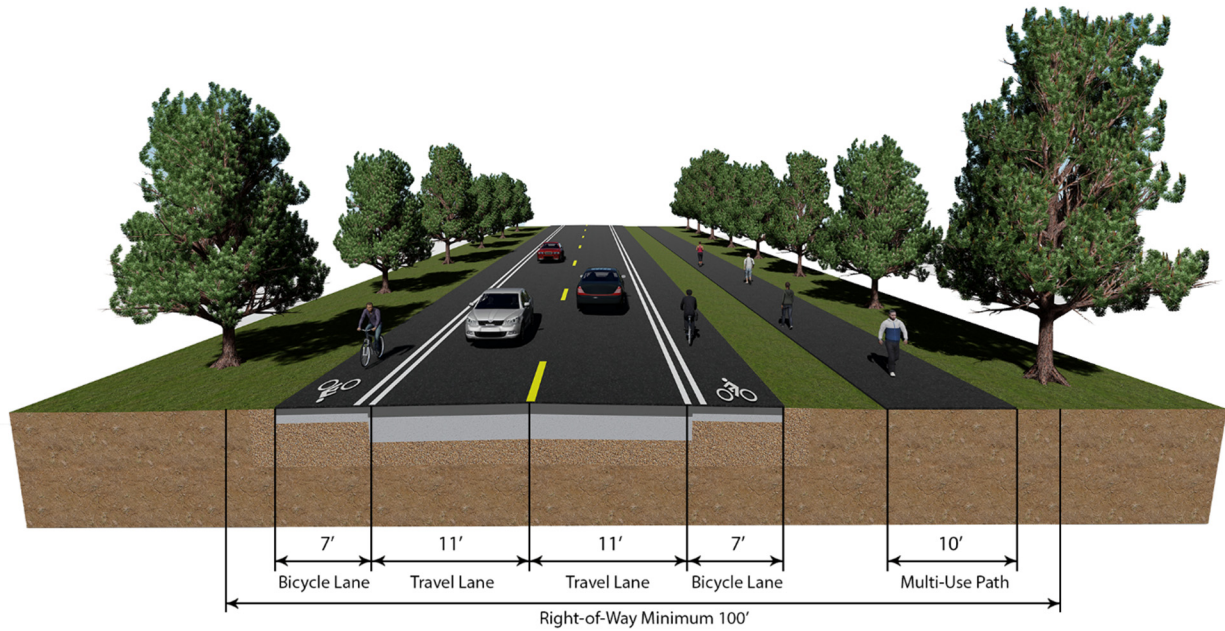 7’ 11’ 11’ 7’ 10’
Bicycle Lane Travel Lane Travel Lane Bicycle Lane Multi-Use Path
Right-of-Way Minimum 100’